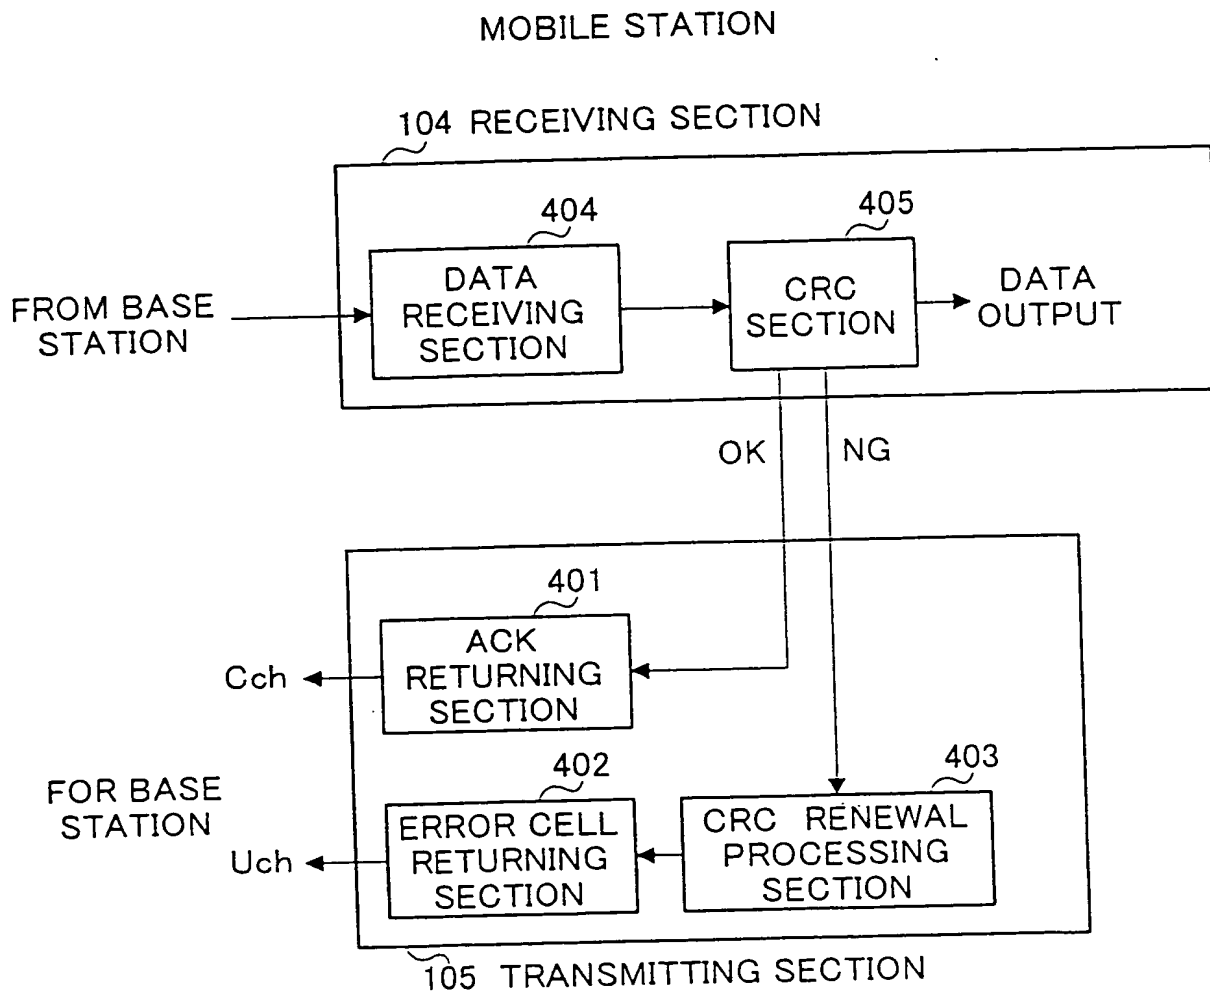 MOBILE STATION
104 RECEIVING SECTION
404
405
DATA
RECEIVING
SECTION
CRC
SECTION
DATA
OUTPUT
FROM BASE
STATION
OK
NG
401
ACK
RETURNING
SECTION
Cch
402
403
FOR BASE
STATION
ERROR CELL
RETURNING
SECTION
CRC RENEWAL
PROCESSING
SECTION
Uch
105 TRANSMITTING SECTION